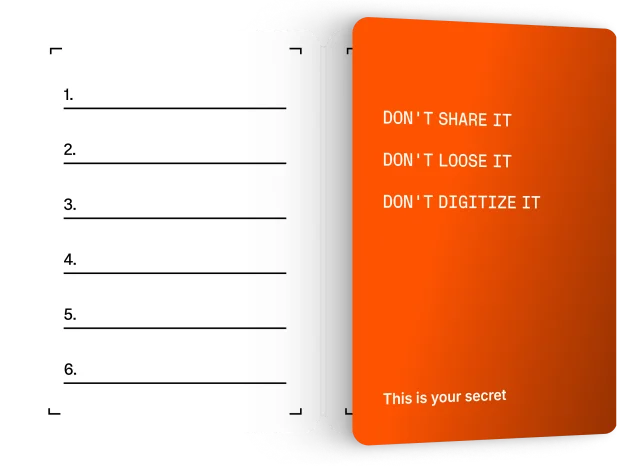 1.
2.
3.
4.
5.
6.
DON'T SHARE IT
DON'T LOOSE IT
DON'T DIGITIZE IT
This is your secret